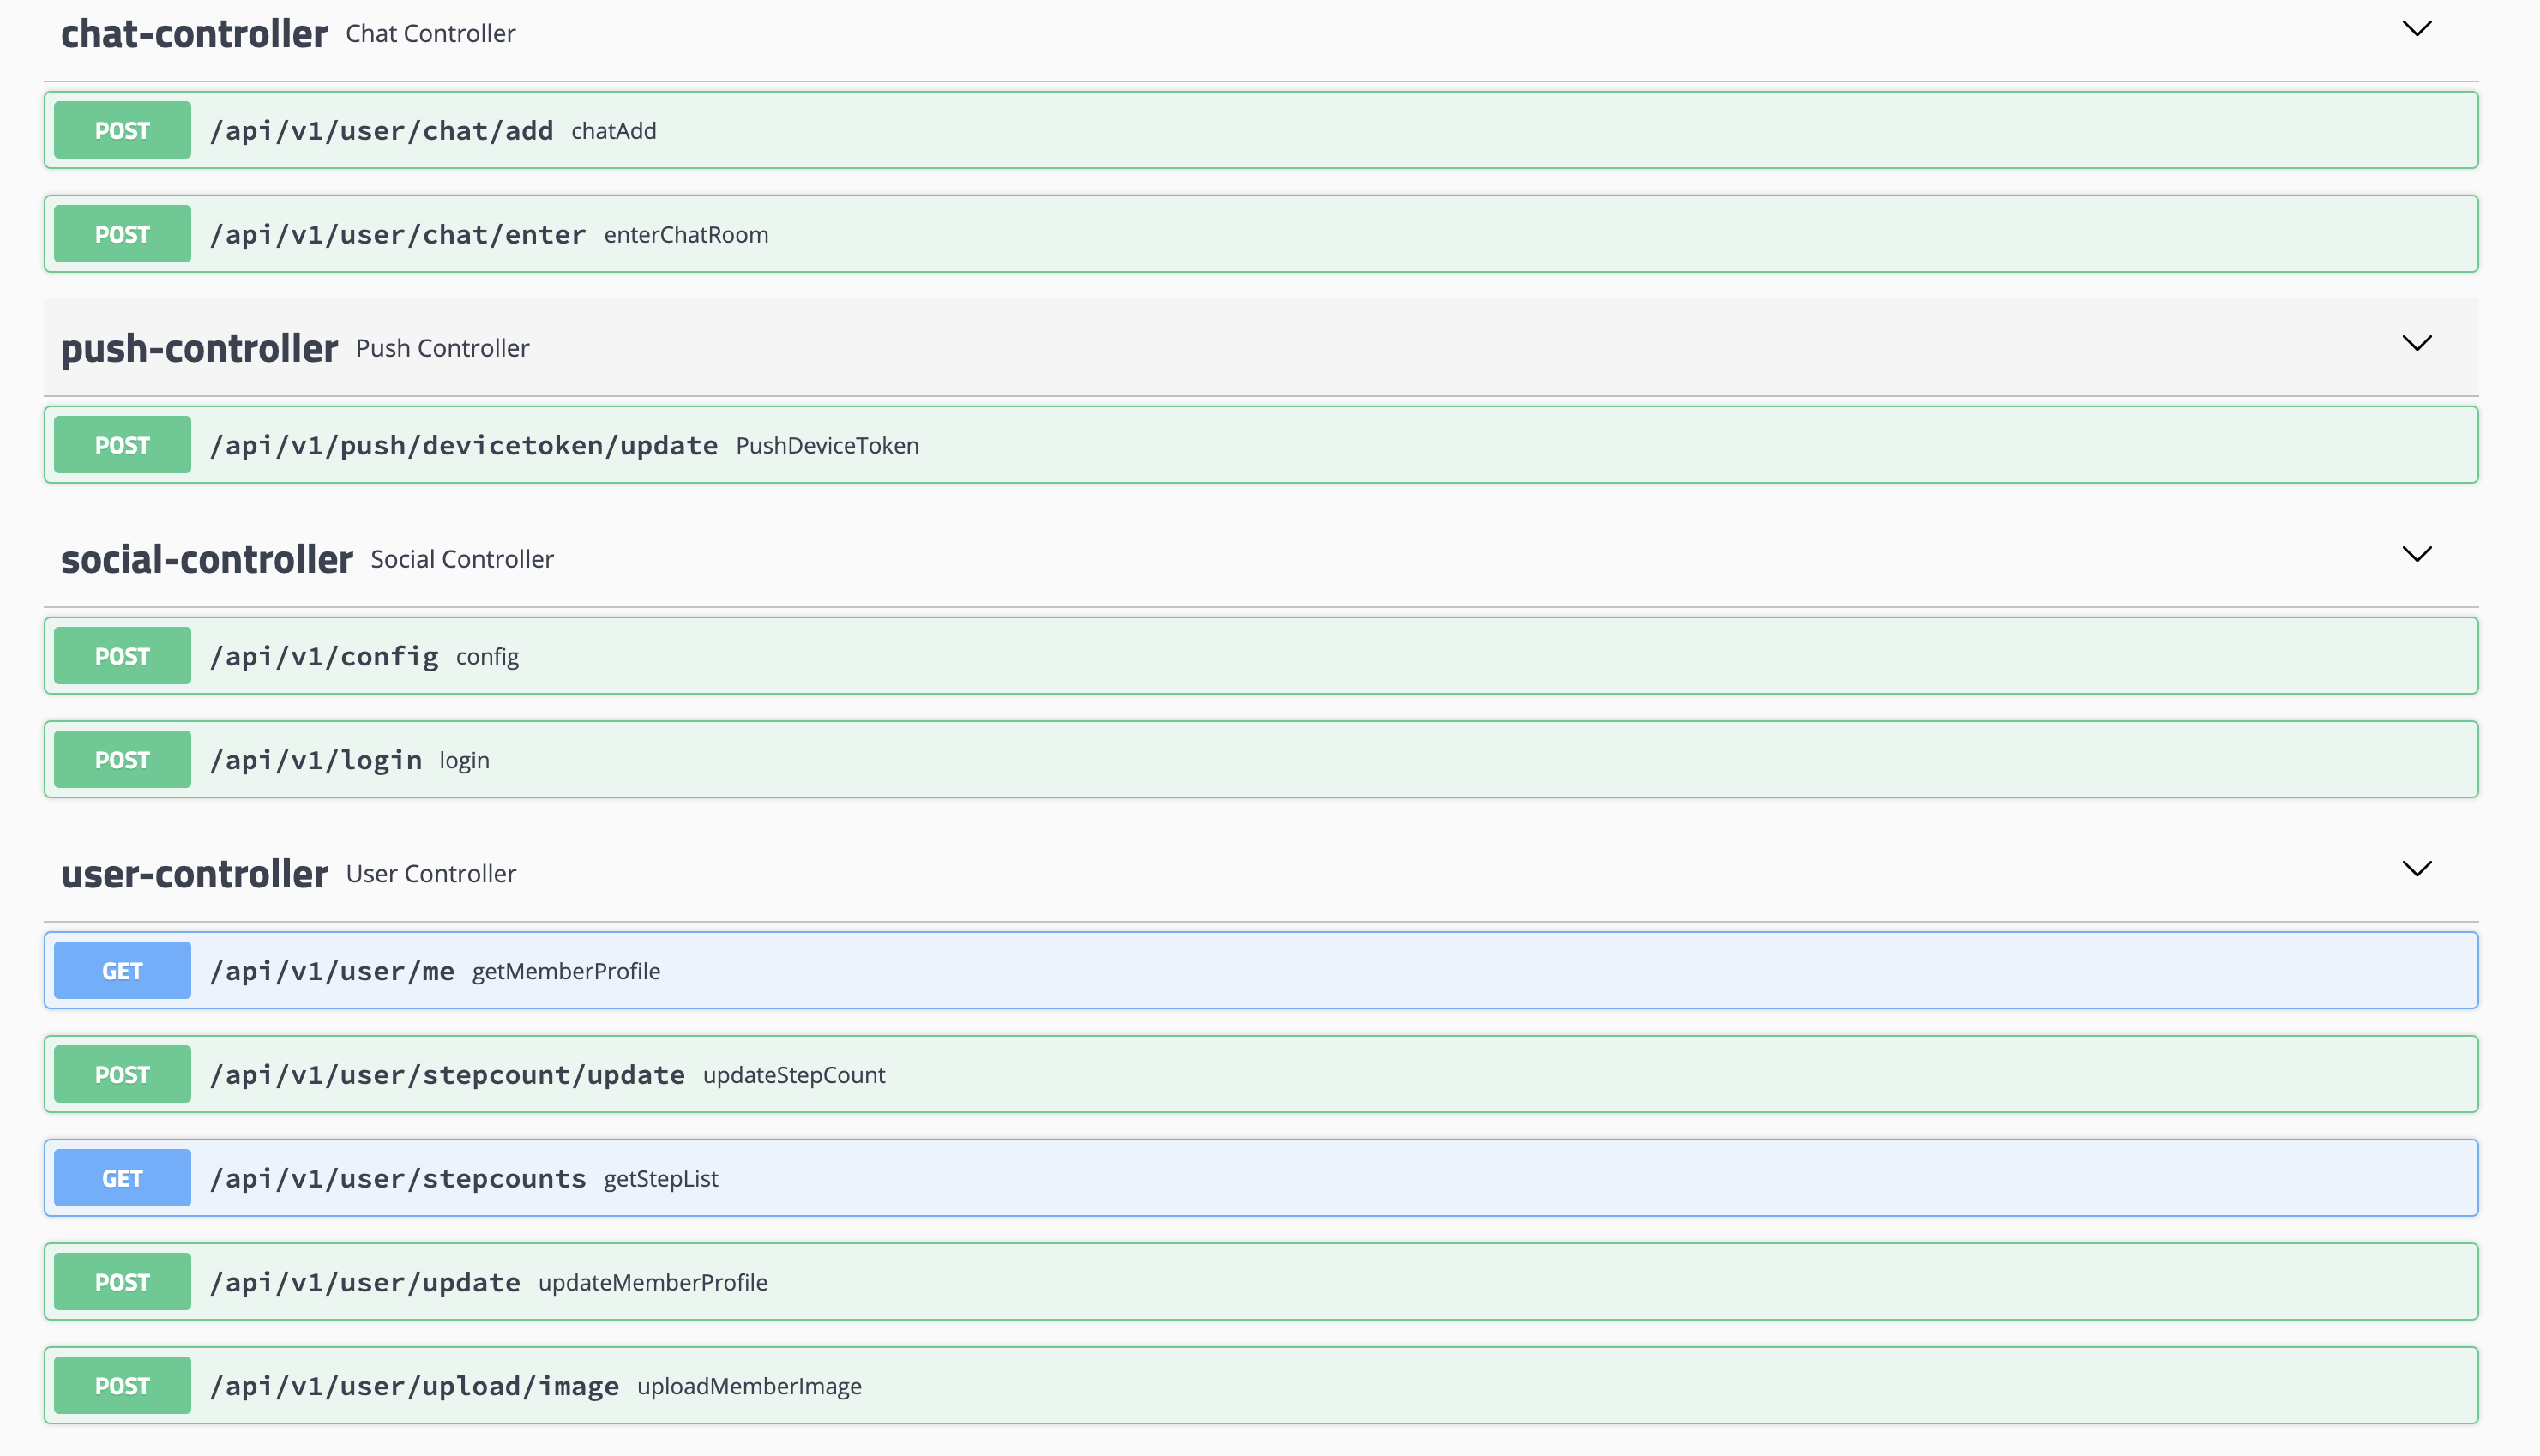 chat-controller Chat Controller
POST /api/v1/user/chat/add chatAdd
POST /api/v1/user/chat/enter enterChatRoom
push-controller Push Controller
POST /api/v1/push/devicetoken/update PushDeviceToken
social-controller Social Controller
POST /api/v1/config config
POST /api/v1/login login
user-controller User Controller
GET /api/v1/user/me getMemberProfile
POST /api/v1/user/stepcount/update updateStepCount
GET /api/v1/user/stepcounts getStepList
POST /api/v1/user/update updateMemberProfile
POST /api/v1/user/upload/image uploadMemberImage